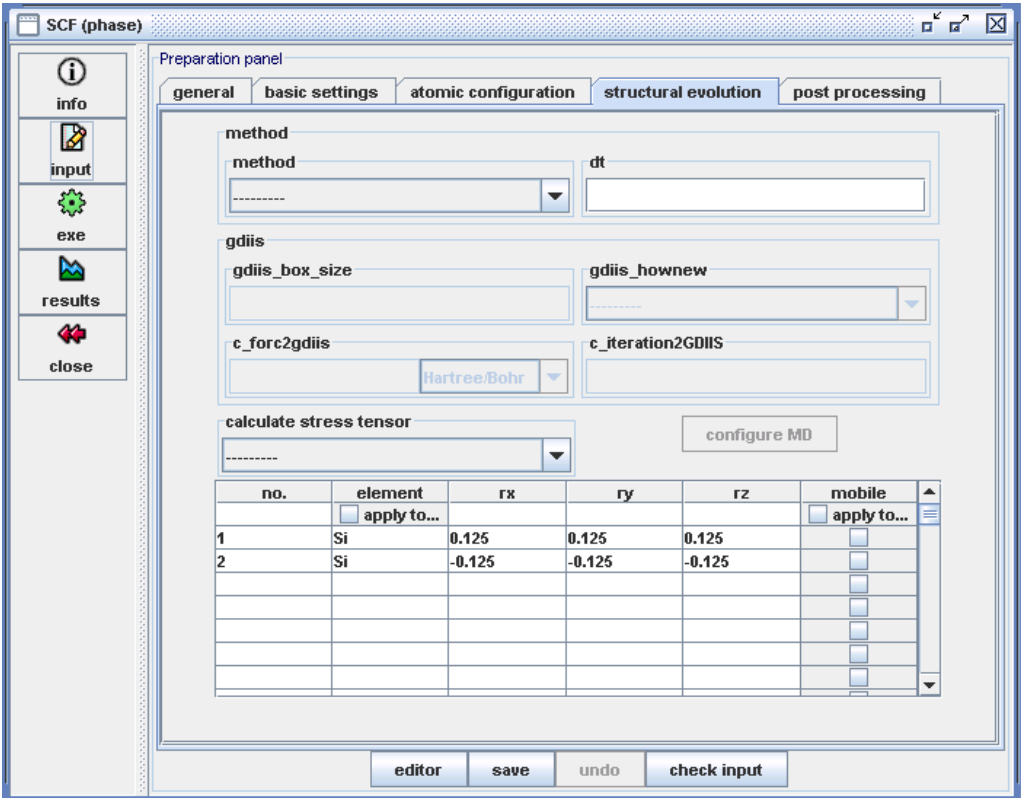 SCF (phase)
info
input
exe
results
close
Preparation panel
general basic settings atomic configuration structural evolution post processing
method
method dt
---------
gdiis
gdiis_box_size gdiis_hownew
---------
c_forc2gdiis c_iteration2GDIIS
Hartree/Bohr
calculate stress tensor
configure MD
---------
no. element rx ry rz mobile
apply to... apply to...
1 Si 0.125 0.125 0.125
2 Si -0.125 -0.125 -0.125
editor save undo check input